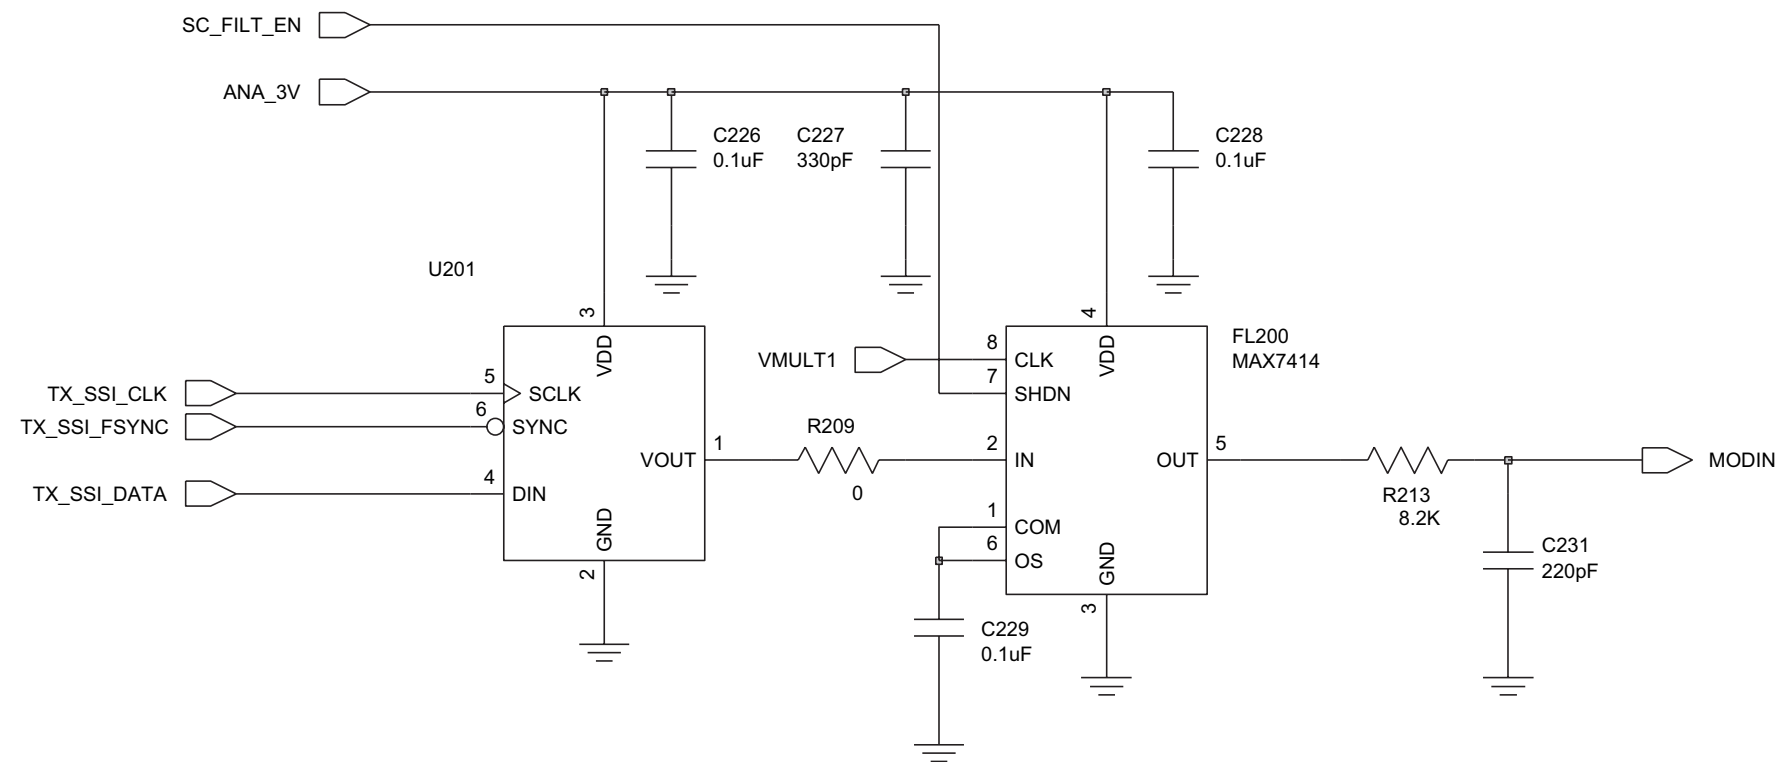 SC_FILT_EN
ANA_3V
C226
0.1uF
C227
330pF
C228
0.1uF
U201
3
VDD
4
VDD
FL200
MAX7414
VMULT1
8
CLK
7
SHDN
TX_SSI_CLK
5
SCLK
TX_SSI_FSYNC
6
SYNC
TX_SSI_DATA
4
DIN
VOUT
1
R209
0
2
IN
OUT
5
R213
8.2K
MODIN
1
COM
6
OS
GND
2
GND
3
C229
0.1uF
C231
220pF